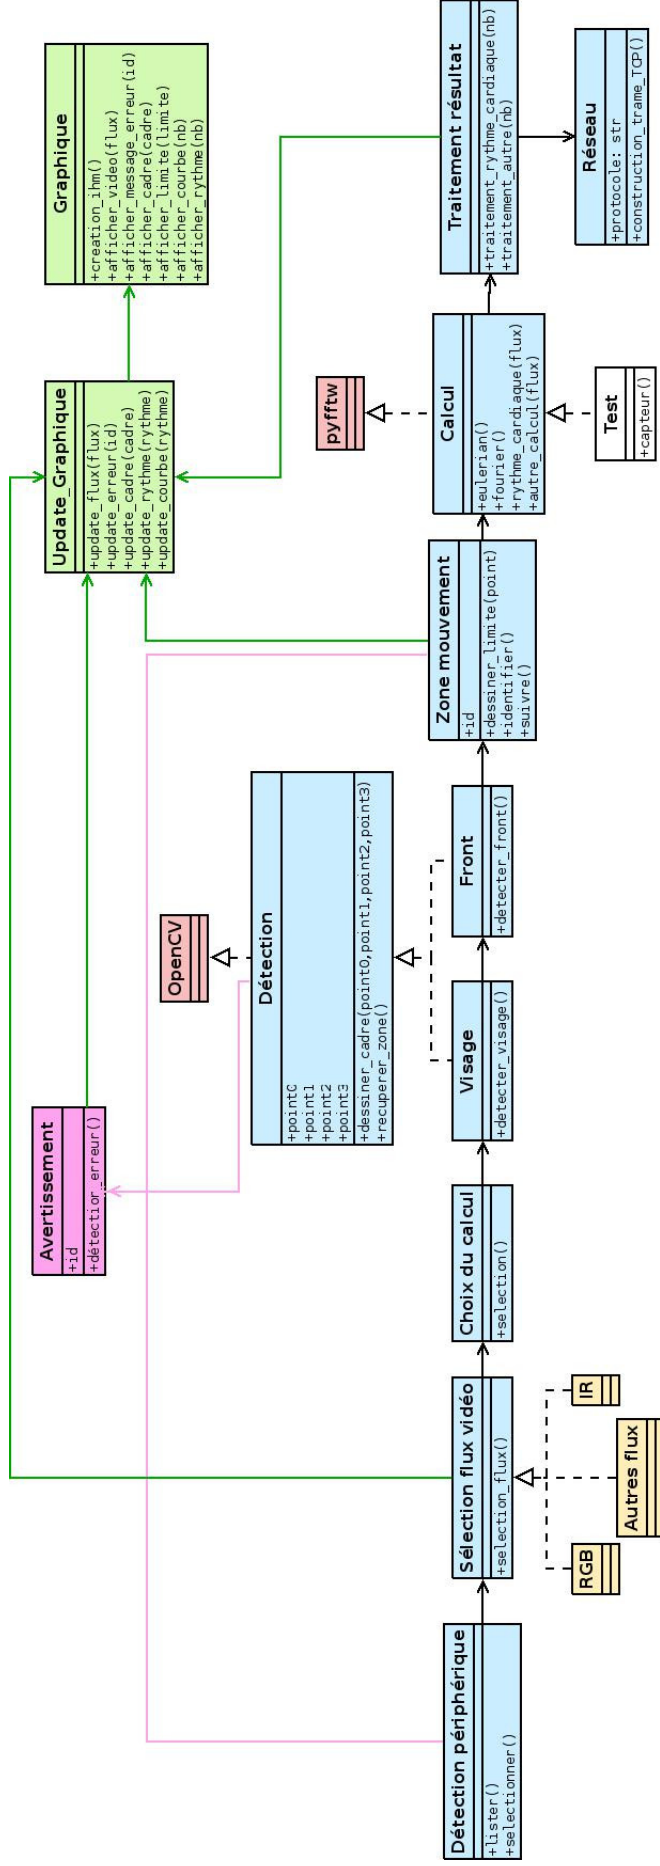 Graphique
+creation_ihm()
+afficher_video(flux)
+afficher_message_erreur(id)
+afficher_cadre(cadre)
+afficher_limite(limite)
+afficher_courbe(nb)
+afficher_rythme(nb)
Update_Graphique
+update_flux(flux)
+update_erreur(id)
+update_cadre(cadre)
+update_rythme(rythme)
+update_courbe(rythme)
Avertissement
+id
+détection_erreur()
OpenCV
Détection
+point0
+point1
+point2
+point3
+dessiner_cadre(point0,point1,point2,point3)
+recuperer_zone()
pyfftw
Détection périphérique
+lister()
+selectionner()
Sélection flux vidéo
+selection_flux()
Choix du calcul
+selection()
Visage
+detecter_visage()
Front
+detecter_front()
Zone mouvement
+id
+dessiner_limite(point)
+identifier()
+suivre()
Calcul
+eulerian()
+fourier()
+rythme_cardiaque(flux)
+autre_calcul(flux)
Traitement résultat
+traitement_rythme_cardiaque(nb)
+traitement_autre(nb)
RGB
IR
Autres flux
Test
+capteur()
Réseau
+protocole: str
+construction_trame_TCP()